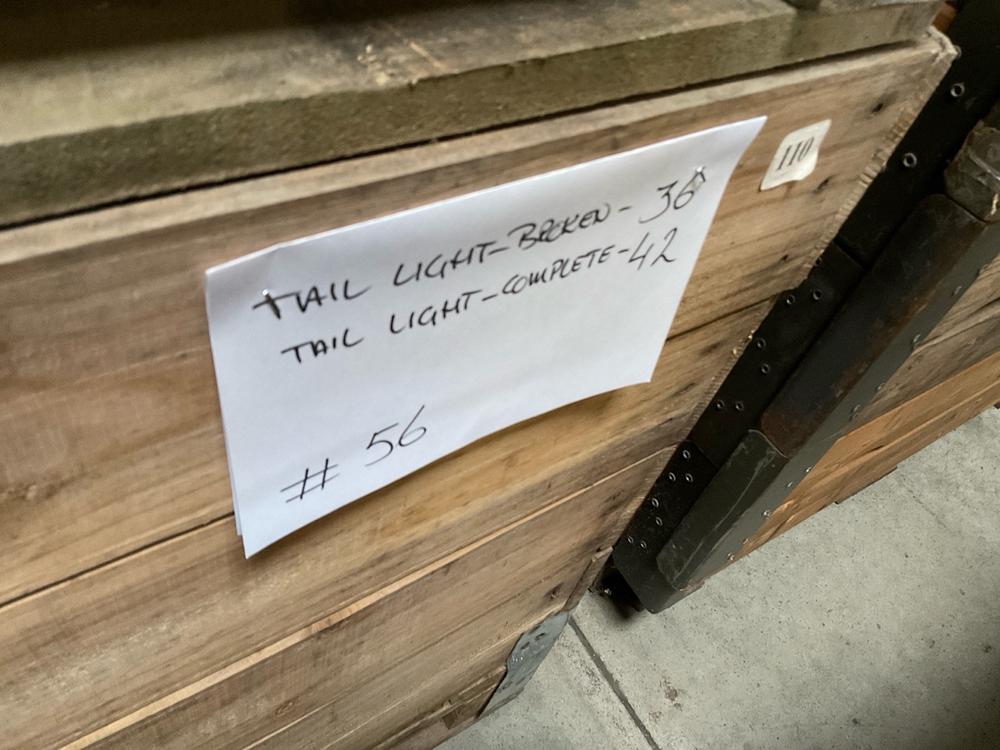 TAIL LIGHT-BROKEN-36
TAIL LIGHT-COMPLETE-42
# 56
110